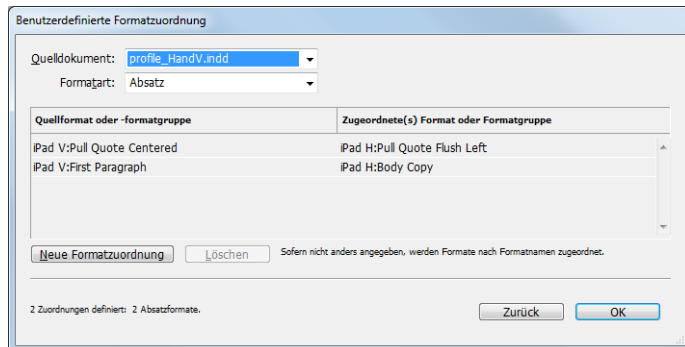 Benutzerdefinierte Formatzuordnung
Quelldokument: profile_HandV.indd
Formatart: Absatz
Quellformat oder -formatgruppe Zugeordnete(s) Format oder Formatgruppe
iPad V:Pull Quote Centered iPad H:Pull Quote Flush Left
iPad V:First Paragraph iPad H:Body Copy
Neue Formatzuordnung Löschen Sofern nicht anders angegeben, werden Formate nach Formatnamen zugeordnet.
2 Zuordnungen definiert: 2 Absatzformate. Zurück OK